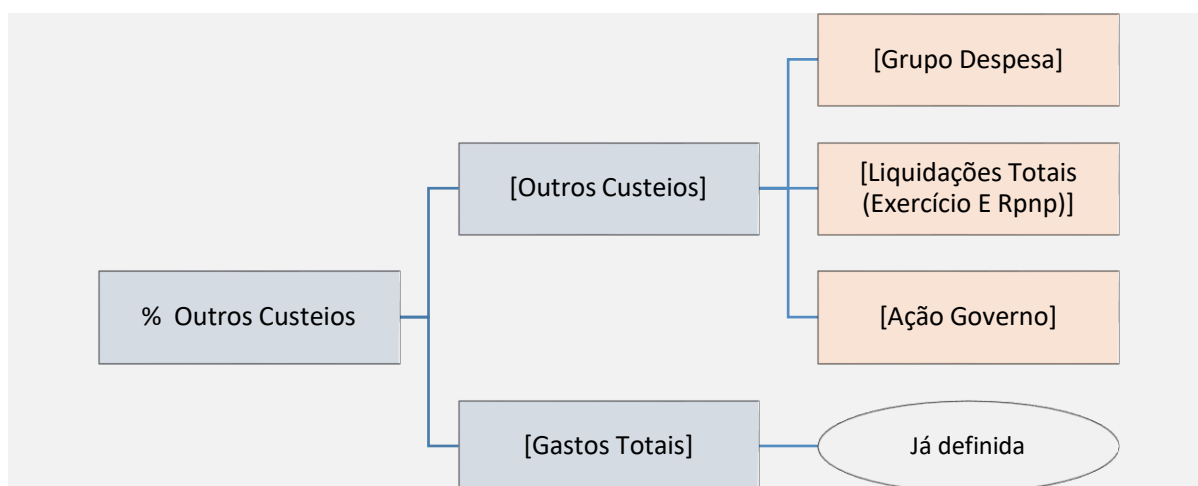 [Grupo Despesa]
[Outros Custeios]
[Liquidações Totais
(Exercício E Rpnp)]
% Outros Custeios
[Ação Governo]
[Gastos Totais]
Já definida